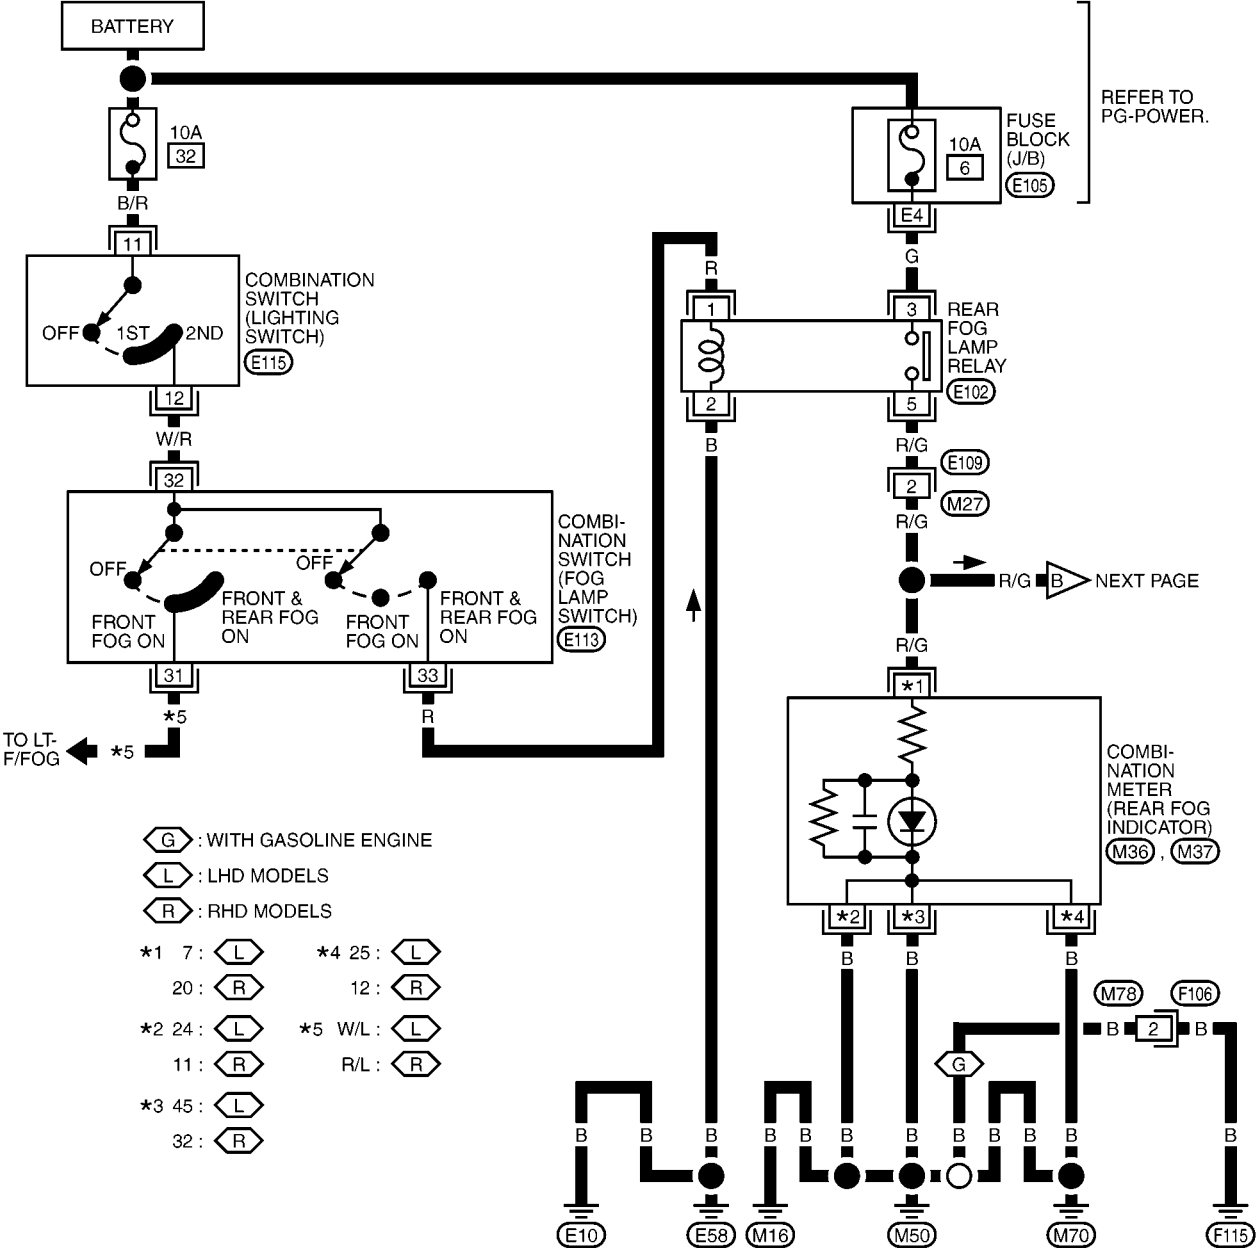 BATTERY
REFER TO
PG-POWER.
10A
32
B/R
11
FUSE
BLOCK
(J/B)
E105
10A
6
E4
G
COMBINATION
SWITCH
(LIGHTING
SWITCH)
E115
OFF
1ST
2ND
12
W/R
32
R
1
3
REAR
FOG
LAMP
RELAY
E102
2
5
B
R/G
E109
2
M27
R/G
COMBI-
NATION
SWITCH
(FOG
LAMP
SWITCH)
E113
OFF
FRONT
FOG ON
FRONT &
REAR FOG
ON
OFF
FRONT
FOG ON
FRONT &
REAR FOG
ON
R/G
B
NEXT PAGE
R/G
31
33
★5
R
TO LT-
F/FOG
★5
★1
COMBI-
NATION
METER
(REAR FOG
INDICATOR)
M36 , M37
★2
★3
★4
B
B
B
G : WITH GASOLINE ENGINE
L : LHD MODELS
R : RHD MODELS
★1 7 : L
20 : R
★2 24 : L
11 : R
★3 45 : L
32 : R
★4 25 : L
12 : R
★5 W/L : L
R/L : R
M78
F106
B
2
B
G
B
B
B
B
B
B
B
B
B
B
B
B
E10
E58
M16
M50
M70
F115